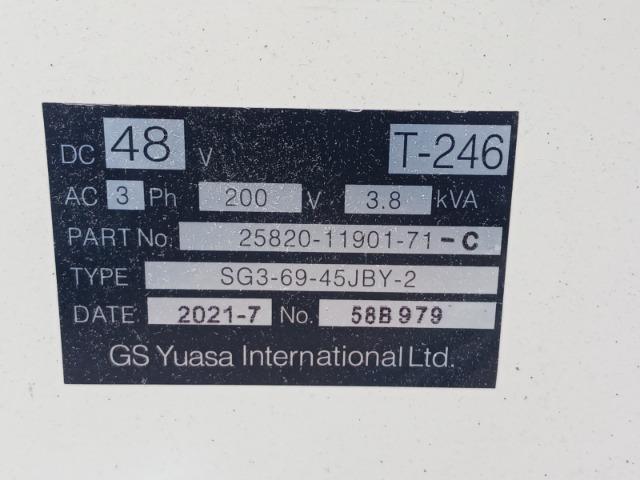 DC 48 V T-246
AC 3 Ph 200 V 3.8 kVA
PART No. 25820-11901-71-C
TYPE SG3-69-45JBY-2
DATE 2021-7 No. 58B979
GS Yuasa International Ltd.